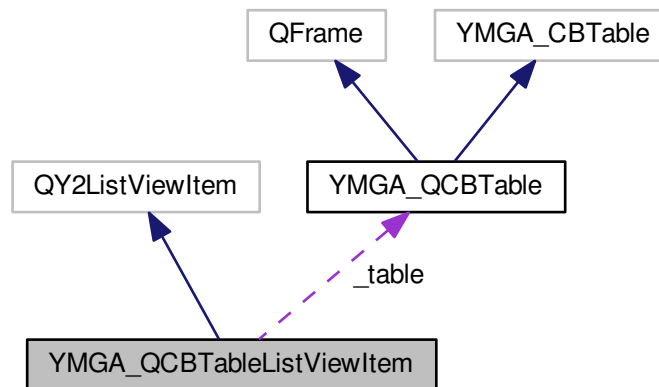 QFrame
YMGA_CBTable
QY2ListViewItem
YMGA_QCBTable
_table
YMGA_QCBTableListViewItem